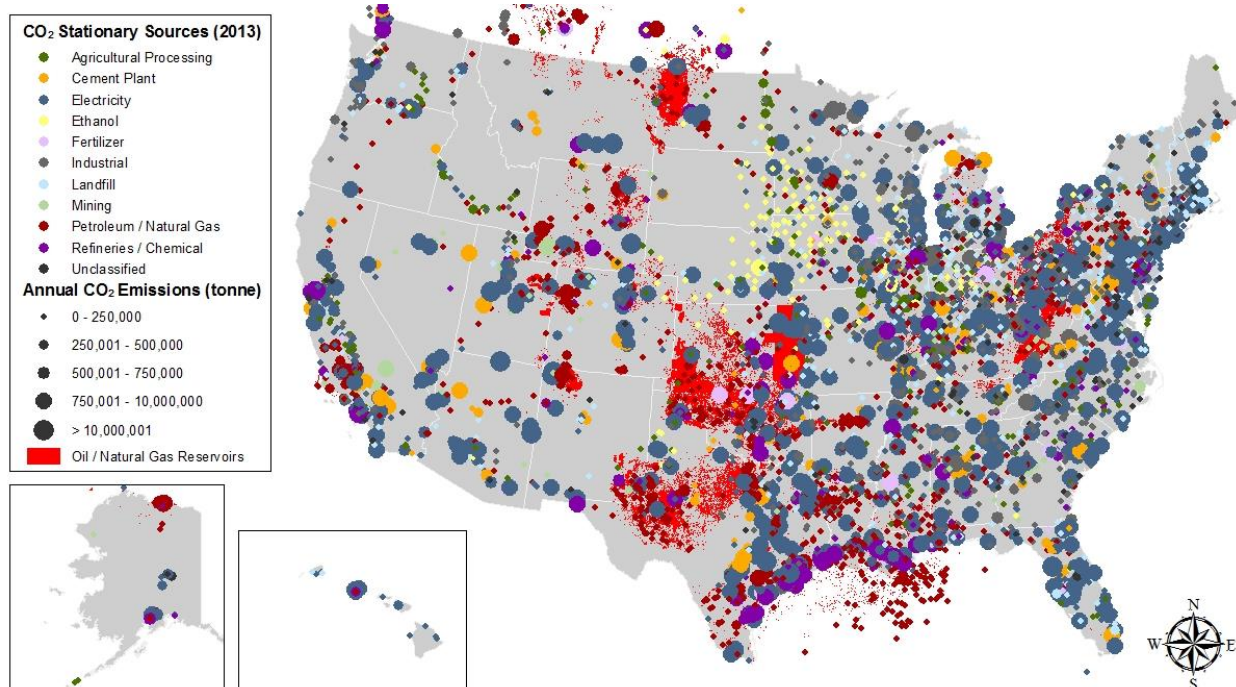 CO₂ Stationary Sources (2013)
Agricultural Processing
Cement Plant
Electricity
Ethanol
Fertilizer
Industrial
Landfill
Mining
Petroleum / Natural Gas
Refineries / Chemical
Unclassified
Annual CO₂ Emissions (tonne)
0 - 250,000
250,001 - 500,000
500,001 - 750,000
750,001 - 10,000,000
> 10,000,001
Oil / Natural Gas Reservoirs
N
W E
S